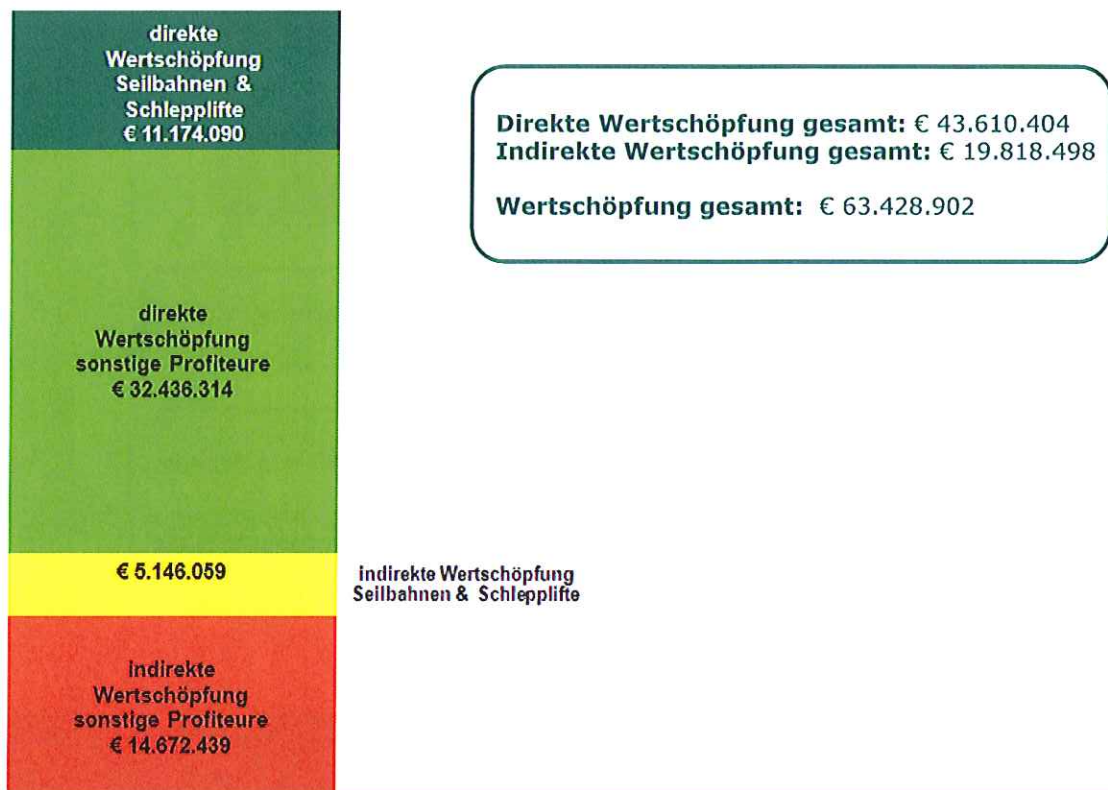 direkte
Wertschöpfung
Seilbahnen &
Schlepplifte
€ 11.174.090
Direkte Wertschöpfung gesamt: € 43.610.404
Indirekte Wertschöpfung gesamt: € 19.818.498
Wertschöpfung gesamt: € 63.428.902
direkte
Wertschöpfung
sonstige Profiteure
€ 32.436.314
€ 5.146.059
indirekte Wertschöpfung
Seilbahnen & Schlepplifte
indirekte
Wertschöpfung
sonstige Profiteure
€ 14.672.439